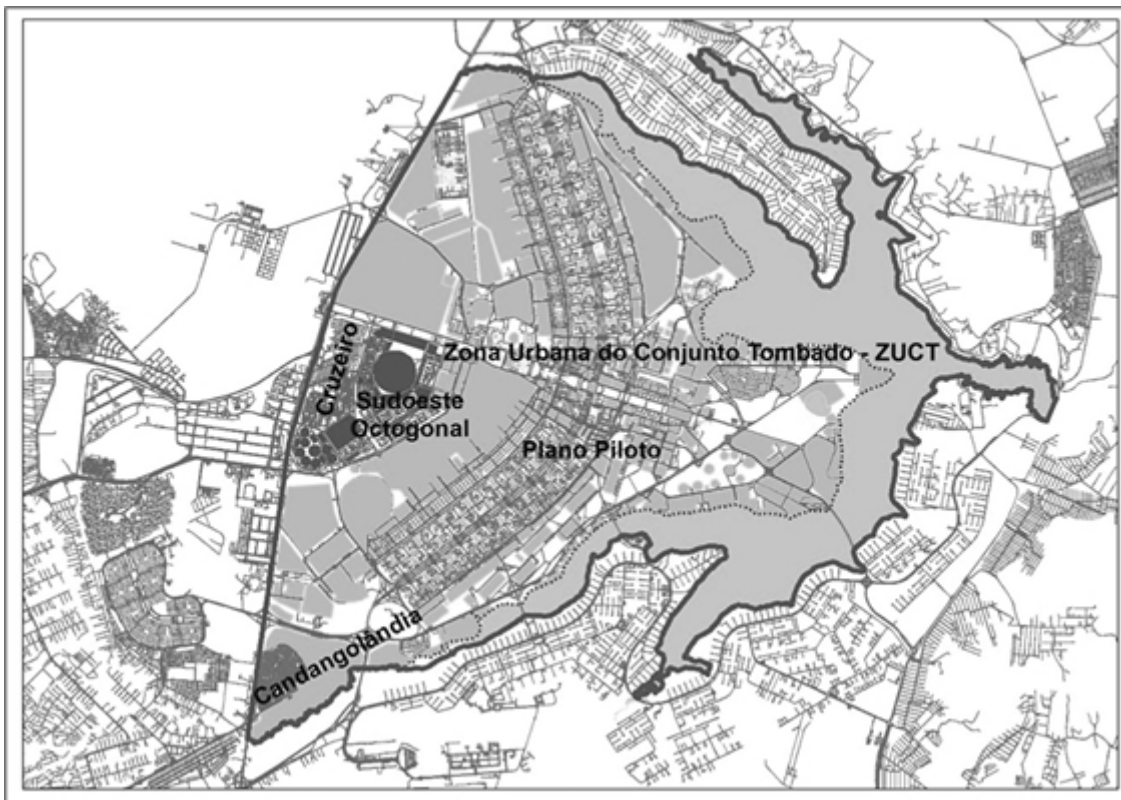 Cruzeiro
Zona Urbana do Conjunto Tombado - ZUCT
Sudoeste
Octogonal
Plano Piloto
Candangolândia